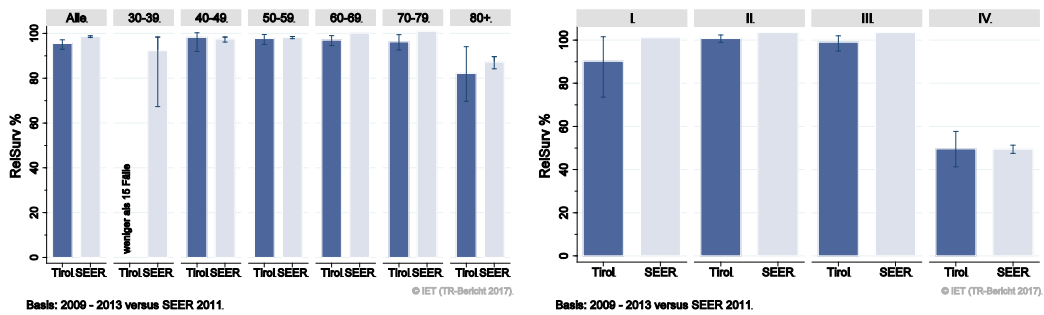 Alle. 30-39. 40-49. 50-59. 60-69. 70-79. 80+.
RelSurv %
100
80
60
40
20
0
weniger als 15 Fälle
Tirol. SEER. Tirol. SEER. Tirol. SEER. Tirol. SEER. Tirol. SEER. Tirol. SEER. Tirol. SEER.
© IET (TR-Bericht 2017).
Basis: 2009 - 2013 versus SEER 2011.
I. II. III. IV.
RelSurv %
100
80
60
40
20
0
Tirol. SEER. Tirol. SEER. Tirol. SEER. Tirol. SEER.
© IET (TR-Bericht 2017).
Basis: 2009 - 2013 versus SEER 2011.